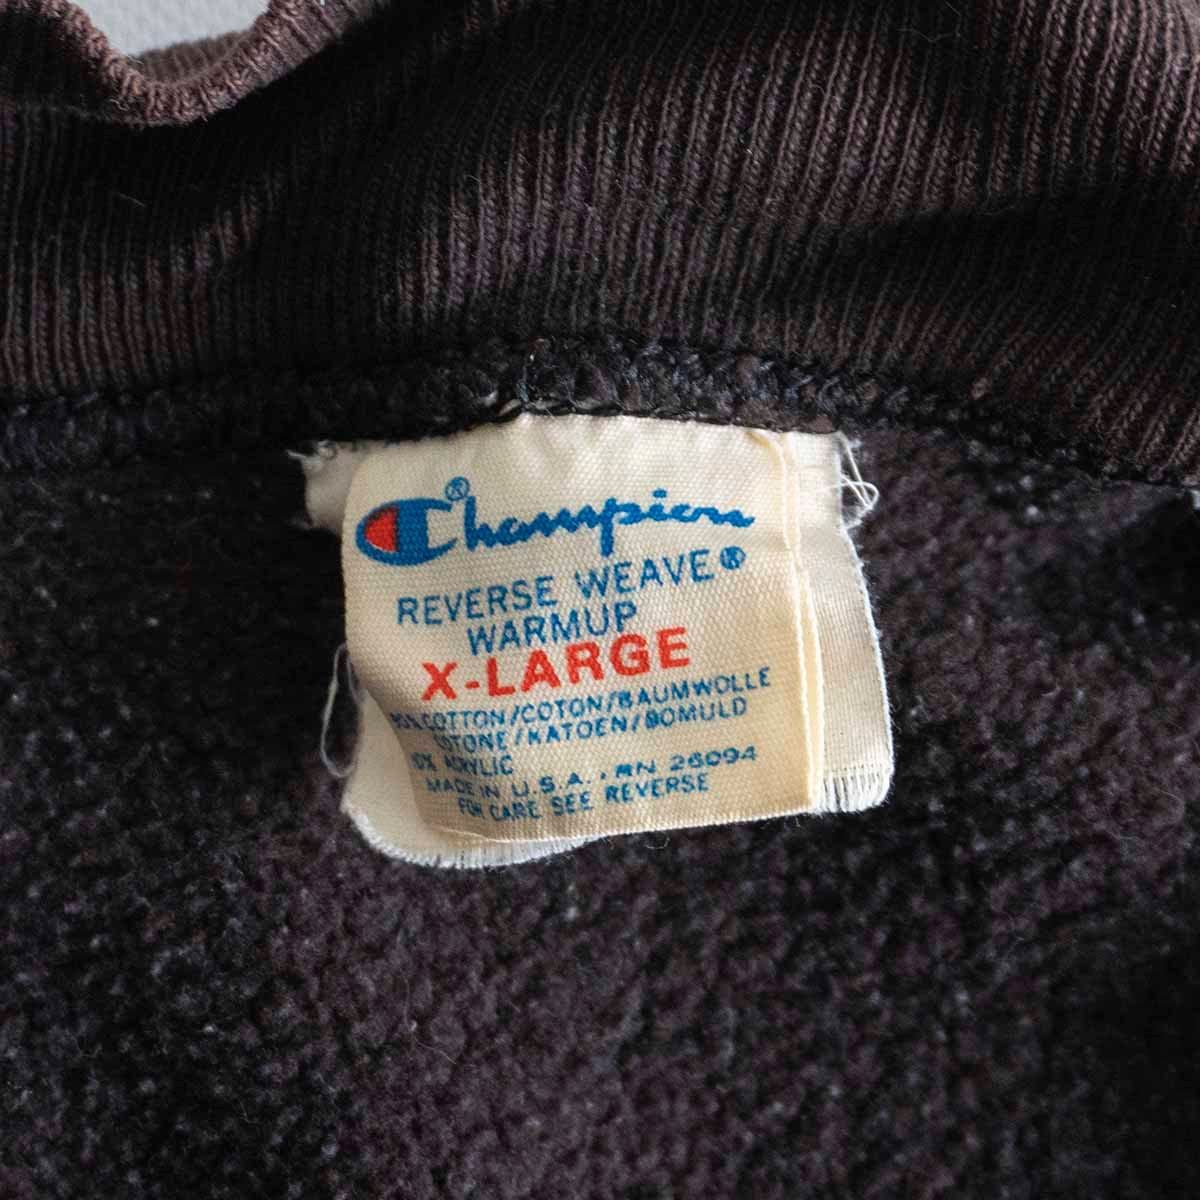 Champion®
REVERSE WEAVE®
WARMUP
X-LARGE
COTTON/COTON/BAUMWOLLE
/KATOEN/BOMULD
ACRYLIC
MADE IN U.S.A., RN 26094
FOR CARE SEE REVERSE